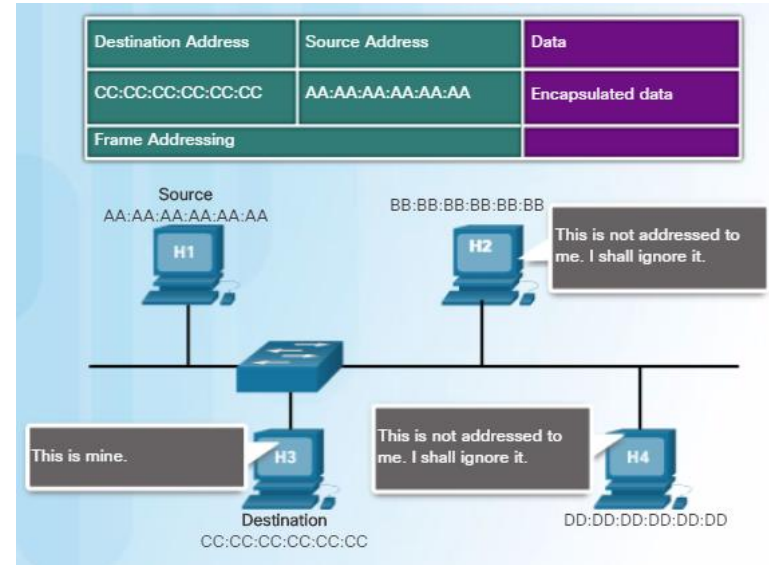 Destination Address
Source Address
Data
CC:CC:CC:CC:CC:CC
AA:AA:AA:AA:AA:AA
Encapsulated data
Frame Addressing
Source
AA:AA:AA:AA:AA:AA
H1
BB:BB:BB:BB:BB:BB
H2
This is not addressed to
me. I shall ignore it.
This is mine.
H3
Destination
CC:CC:CC:CC:CC:CC
This is not addressed to
me. I shall ignore it.
H4
DD:DD:DD:DD:DD:DD